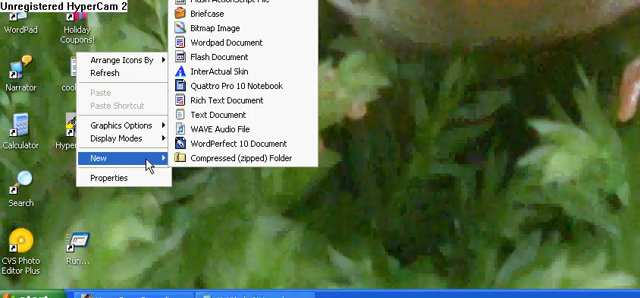 Unregistered HyperCam 2
WordPad
Holiday
Coupons!
Narrator
Calculator
Search
CVS Photo
Editor Plus
Run...
Arrange Icons By
Refresh
Paste
Paste Shortcut
Graphics Options
Display Modes
New
Properties
Flash ActionScript File
Briefcase
Bitmap Image
Wordpad Document
Flash Document
InterActual Skin
Quattro Pro 10 Notebook
Rich Text Document
Text Document
WAVE Audio File
WordPerfect 10 Document
Compressed (zipped) Folder
start